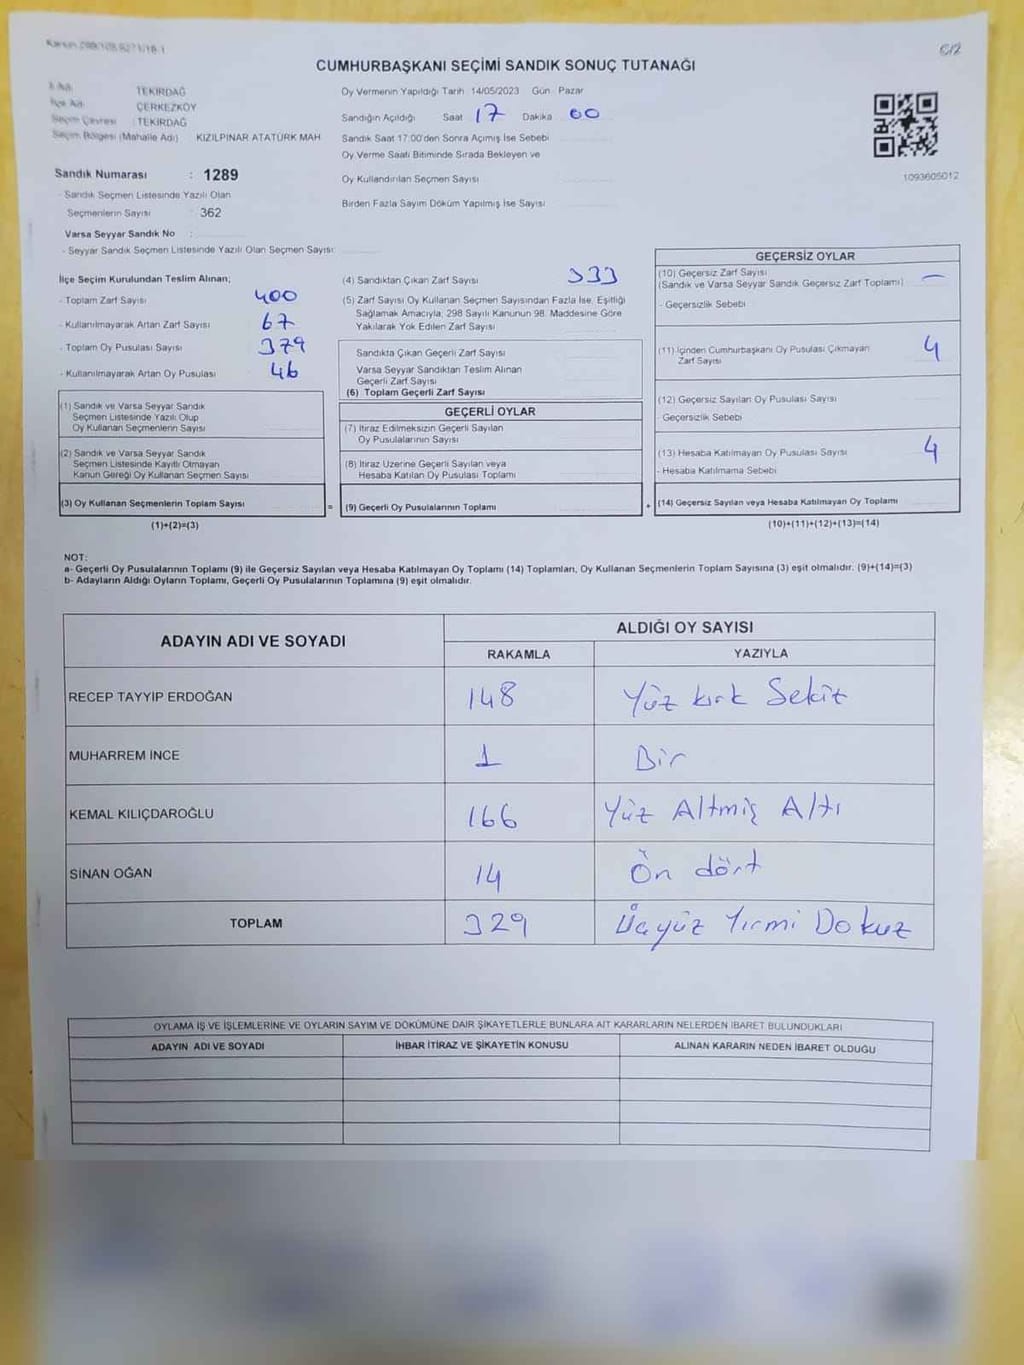 CUMHURBAŞKANI SEÇİMİ SANDIK SONUÇ TUTANAĞI
TEKİRDAĞ
ÇERKEZKÖY
Seçim Çevresi : TEKİRDAĞ
Seçim Bölgesi (Mahalle Adı) KIZILPINAR ATATÜRK MAH
Sandık Numarası : 1289
- Sandık Seçmen Listesinde Yazılı Olan
Seçmenlerin Sayısı : 362
Varsa Seyyar Sandık No :
- Seyyar Sandık Seçmen Listesinde Yazılı Olan Seçmen Sayısı:
Oy Vermenin Yapıldığı Tarih 14/05/2023 Gün Pazar
Sandığın Açıldığı Saat 17 Dakika 00
Sandık Saat 17:00'den Sonra Açımış İse Sebebi
Oy Verme Saati Bitiminde Sırada Bekleyen ve
Oy Kullandırılan Seçmen Sayısı
Birden Fazla Sayım Döküm Yapılmış İse Sayısı
1093605012
İlçe Seçim Kurulundan Teslim Alınan;
- Toplam Zarf Sayısı 400
- Kullanılmayarak Artan Zarf Sayısı 67
- Toplam Oy Pusulası Sayısı 379
- Kullanılmayarak Artan Oy Pusulası 46
(1) Sandık ve Varsa Seyyar Sandık
Seçmen Listesinde Yazılı Olup
Oy Kullanan Seçmenlerin Sayısı
(2) Sandık ve Varsa Seyyar Sandık
Seçmen Listesinde Kayıtlı Olmayan
Kanun Gereği Oy Kullanan Seçmen Sayısı
(3) Oy Kullanan Seçmenlerin Toplam Sayısı
(1)+(2)=(3)
(4) Sandıktan Çıkan Zarf Sayısı 333
(5) Zarf Sayısı Oy Kullanan Seçmen Sayısından Fazla İse, Eşitliği
Sağlamak Amacıyla; 298 Sayılı Kanunun 98. Maddesine Göre
Yakılarak Yok Edilen Zarf Sayısı
Sandıkta Çıkan Geçerli Zarf Sayısı
Varsa Seyyar Sandıktan Teslim Alınan
Geçerli Zarf Sayısı
(6) Toplam Geçerli Zarf Sayısı
GEÇERLİ OYLAR
(7) İtiraz Edilmeksizin Geçerli Sayılan
Oy Pusulalarının Sayısı
(8) İtiraz Üzerine Geçerli Sayılan veya
Hesaba Katılan Oy Pusulası Toplamı
= (9) Geçerli Oy Pusulalarının Toplamı
GEÇERSİZ OYLAR
(10) Geçersiz Zarf Sayısı —
(Sandık ve Varsa Seyyar Sandık Geçersiz Zarf Toplamı)
- Geçersizlik Sebebi
(11) İçinden Cumhurbaşkanı Oy Pusulası Çıkmayan
Zarf Sayısı 4
(12) Geçersiz Sayılan Oy Pusulası Sayısı
Geçersizlik Sebebi
(13) Hesaba Katılmayan Oy Pusulası Sayısı 4
- Hesaba Katılmama Sebebi
+ (14) Geçersiz Sayılan veya Hesaba Katılmayan Oy Toplamı
(10)+(11)+(12)+(13)=(14)
NOT:
a- Geçerli Oy Pusulalarının Toplamı (9) ile Geçersiz Sayılan veya Hesaba Katılmayan Oy Toplamı (14) Toplamları, Oy Kullanan Seçmenlerin Toplam Sayısına (3) eşit olmalıdır. (9)+(14)=(3)
b- Adayların Aldığı Oyların Toplamı, Geçerli Oy Pusulalarının Toplamına (9) eşit olmalıdır.
ADAYIN ADI VE SOYADI ALDIĞI OY SAYISI
RAKAMLA YAZIYLA
RECEP TAYYİP ERDOĞAN 148 Yüz kırk Sekiz
MUHARREM İNCE 1 Bir
KEMAL KILIÇDAROĞLU 166 Yüz Altmış Altı
SİNAN OĞAN 14 Ön dört
TOPLAM 329 Üçyüz Yirmi Dokuz
OYLAMA İŞ VE İŞLEMLERİNE VE OYLARIN SAYIM VE DÖKÜMÜNE DAİR ŞİKAYETLERLE BUNLARA AİT KARARLARIN NELERDEN İBARET BULUNDUKLARI
ADAYIN ADI VE SOYADI İHBAR İTİRAZ VE ŞİKAYETİN KONUSU ALINAN KARARIN NEDEN İBARET OLDUĞU